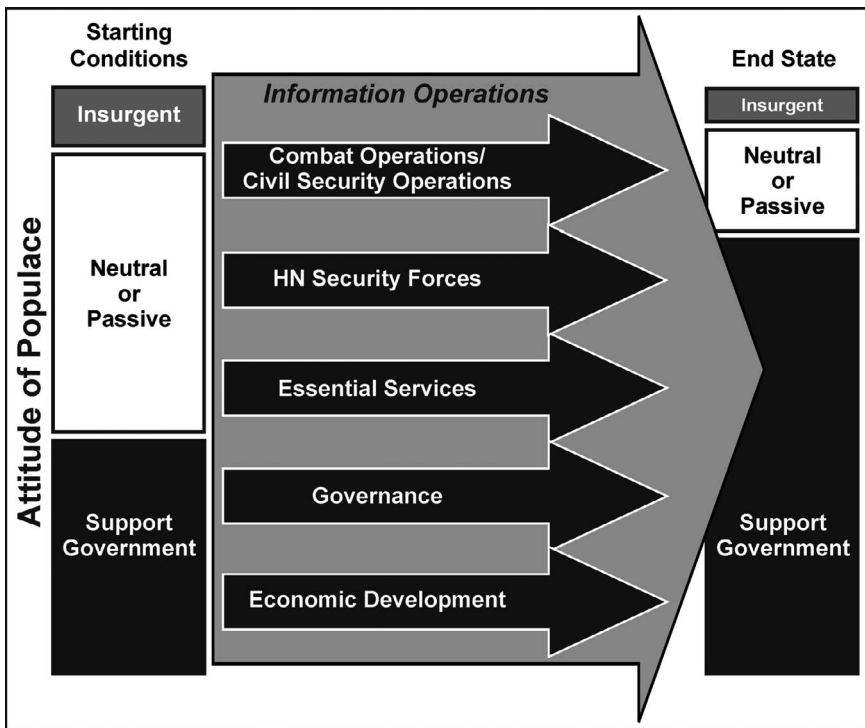 Starting
Conditions
Insurgent
Neutral
or
Passive
Support
Government
Attitude of Populace
Information Operations
Combat Operations/
Civil Security Operations
HN Security Forces
Essential Services
Governance
Economic Development
End State
Insurgent
Neutral
or
Passive
Support
Government